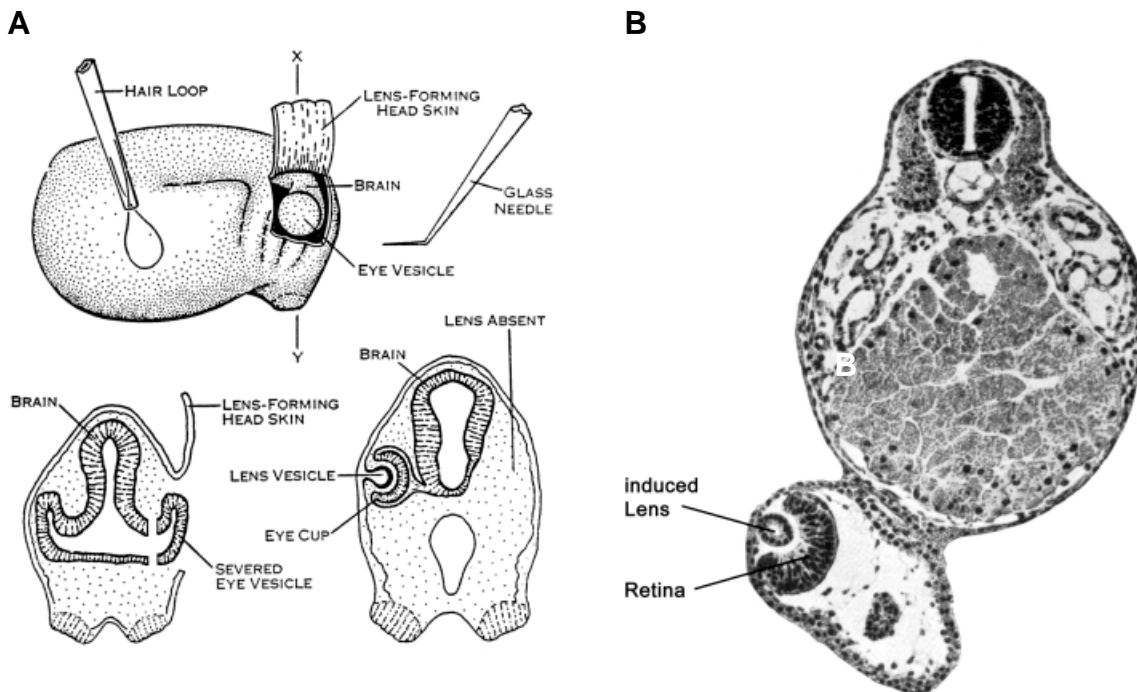 A
B
X
HAIR LOOP
LENS-FORMING
HEAD SKIN
BRAIN
GLASS
NEEDLE
EYE VESICLE
Y
LENS ABSENT
BRAIN
BRAIN
LENS-FORMING
HEAD SKIN
LENS VESICLE
EYE CUP
SEVERED
EYE VESICLE
B
induced
Lens
Retina